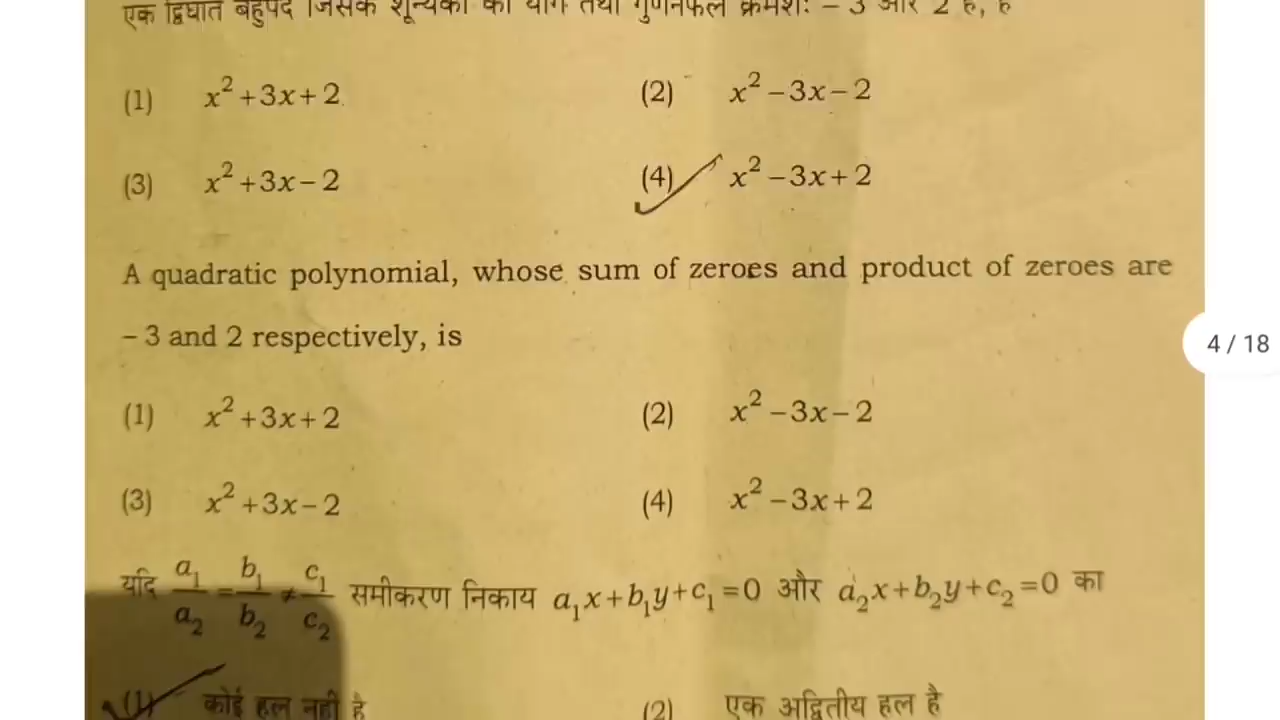 एक द्विघात बहुपद जिसके शून्यकों का योग तथा गुणनफल क्रमशः – 3 और 2 है, है
(1) x² +3x+2 (2) x² –3x–2
(3) x² +3x–2 (4) x² –3x+2
A quadratic polynomial, whose sum of zeroes and product of zeroes are
– 3 and 2 respectively, is
(1) x² +3x+2 (2) x² –3x–2
(3) x² +3x–2 (4) x² –3x+2
यदि a₁/a₂ = b₁/b₂ ≠ c₁/c₂ समीकरण निकाय a₁x+b₁y+c₁=0 और a₂x+b₂y+c₂=0 का
(1) कोई हल नहीं है (2) एक अद्वितीय हल है
4 / 18